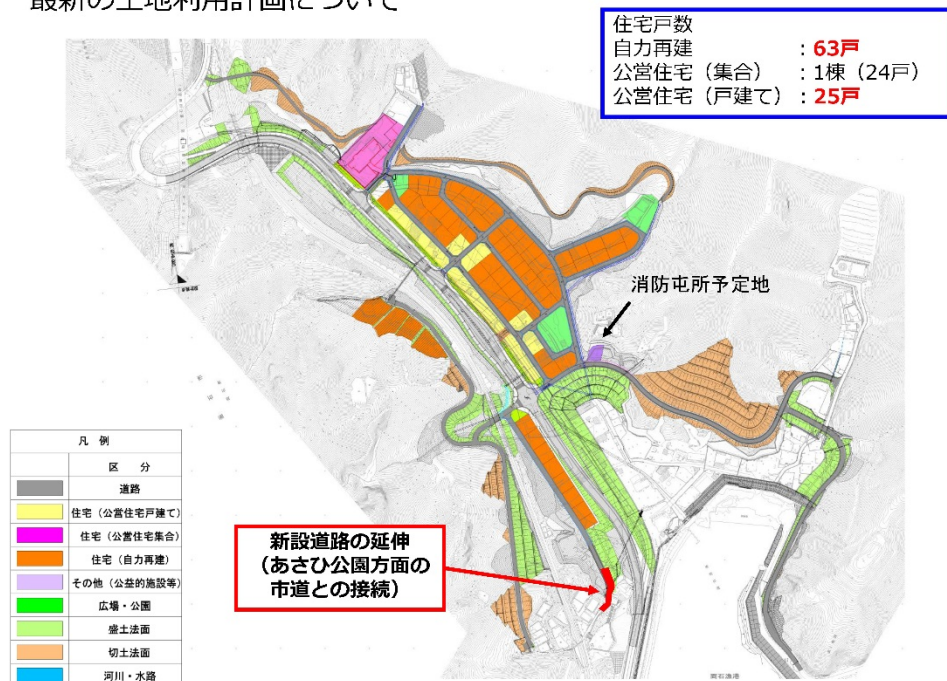 最新の土地利用計画について
住宅戸数
自力再建 : 63戸
公営住宅（集合） : 1棟（24戸）
公営住宅（戸建て） : 25戸
消防屯所予定地
新設道路の延伸
（あさひ公園方面の
市道との接続）
凡 例
区 分
道路
住宅（公営住宅戸建て）
住宅（公営住宅集合）
住宅（自力再建）
その他（公益的施設等）
広場・公園
盛土法面
切土法面
河川・水路